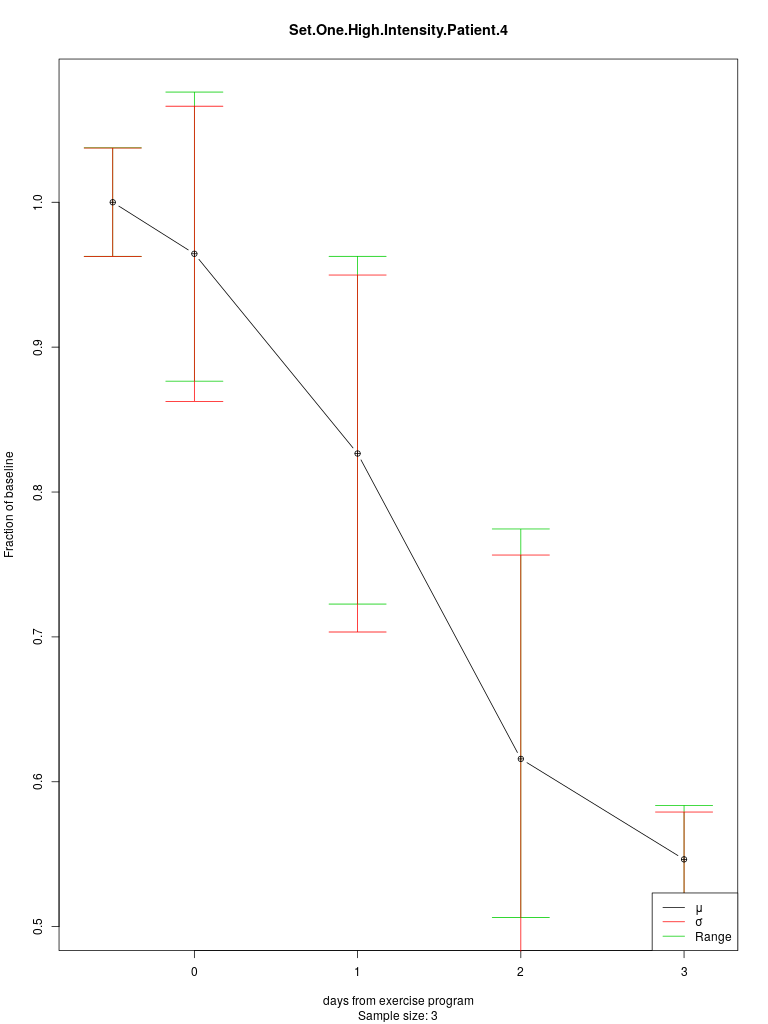 Set.One.High.Intensity.Patient.4
Fraction of baseline
1.0
0.9
0.8
0.7
0.6
0.5
0
1
2
3
μ
σ
Range
days from exercise program
Sample size: 3